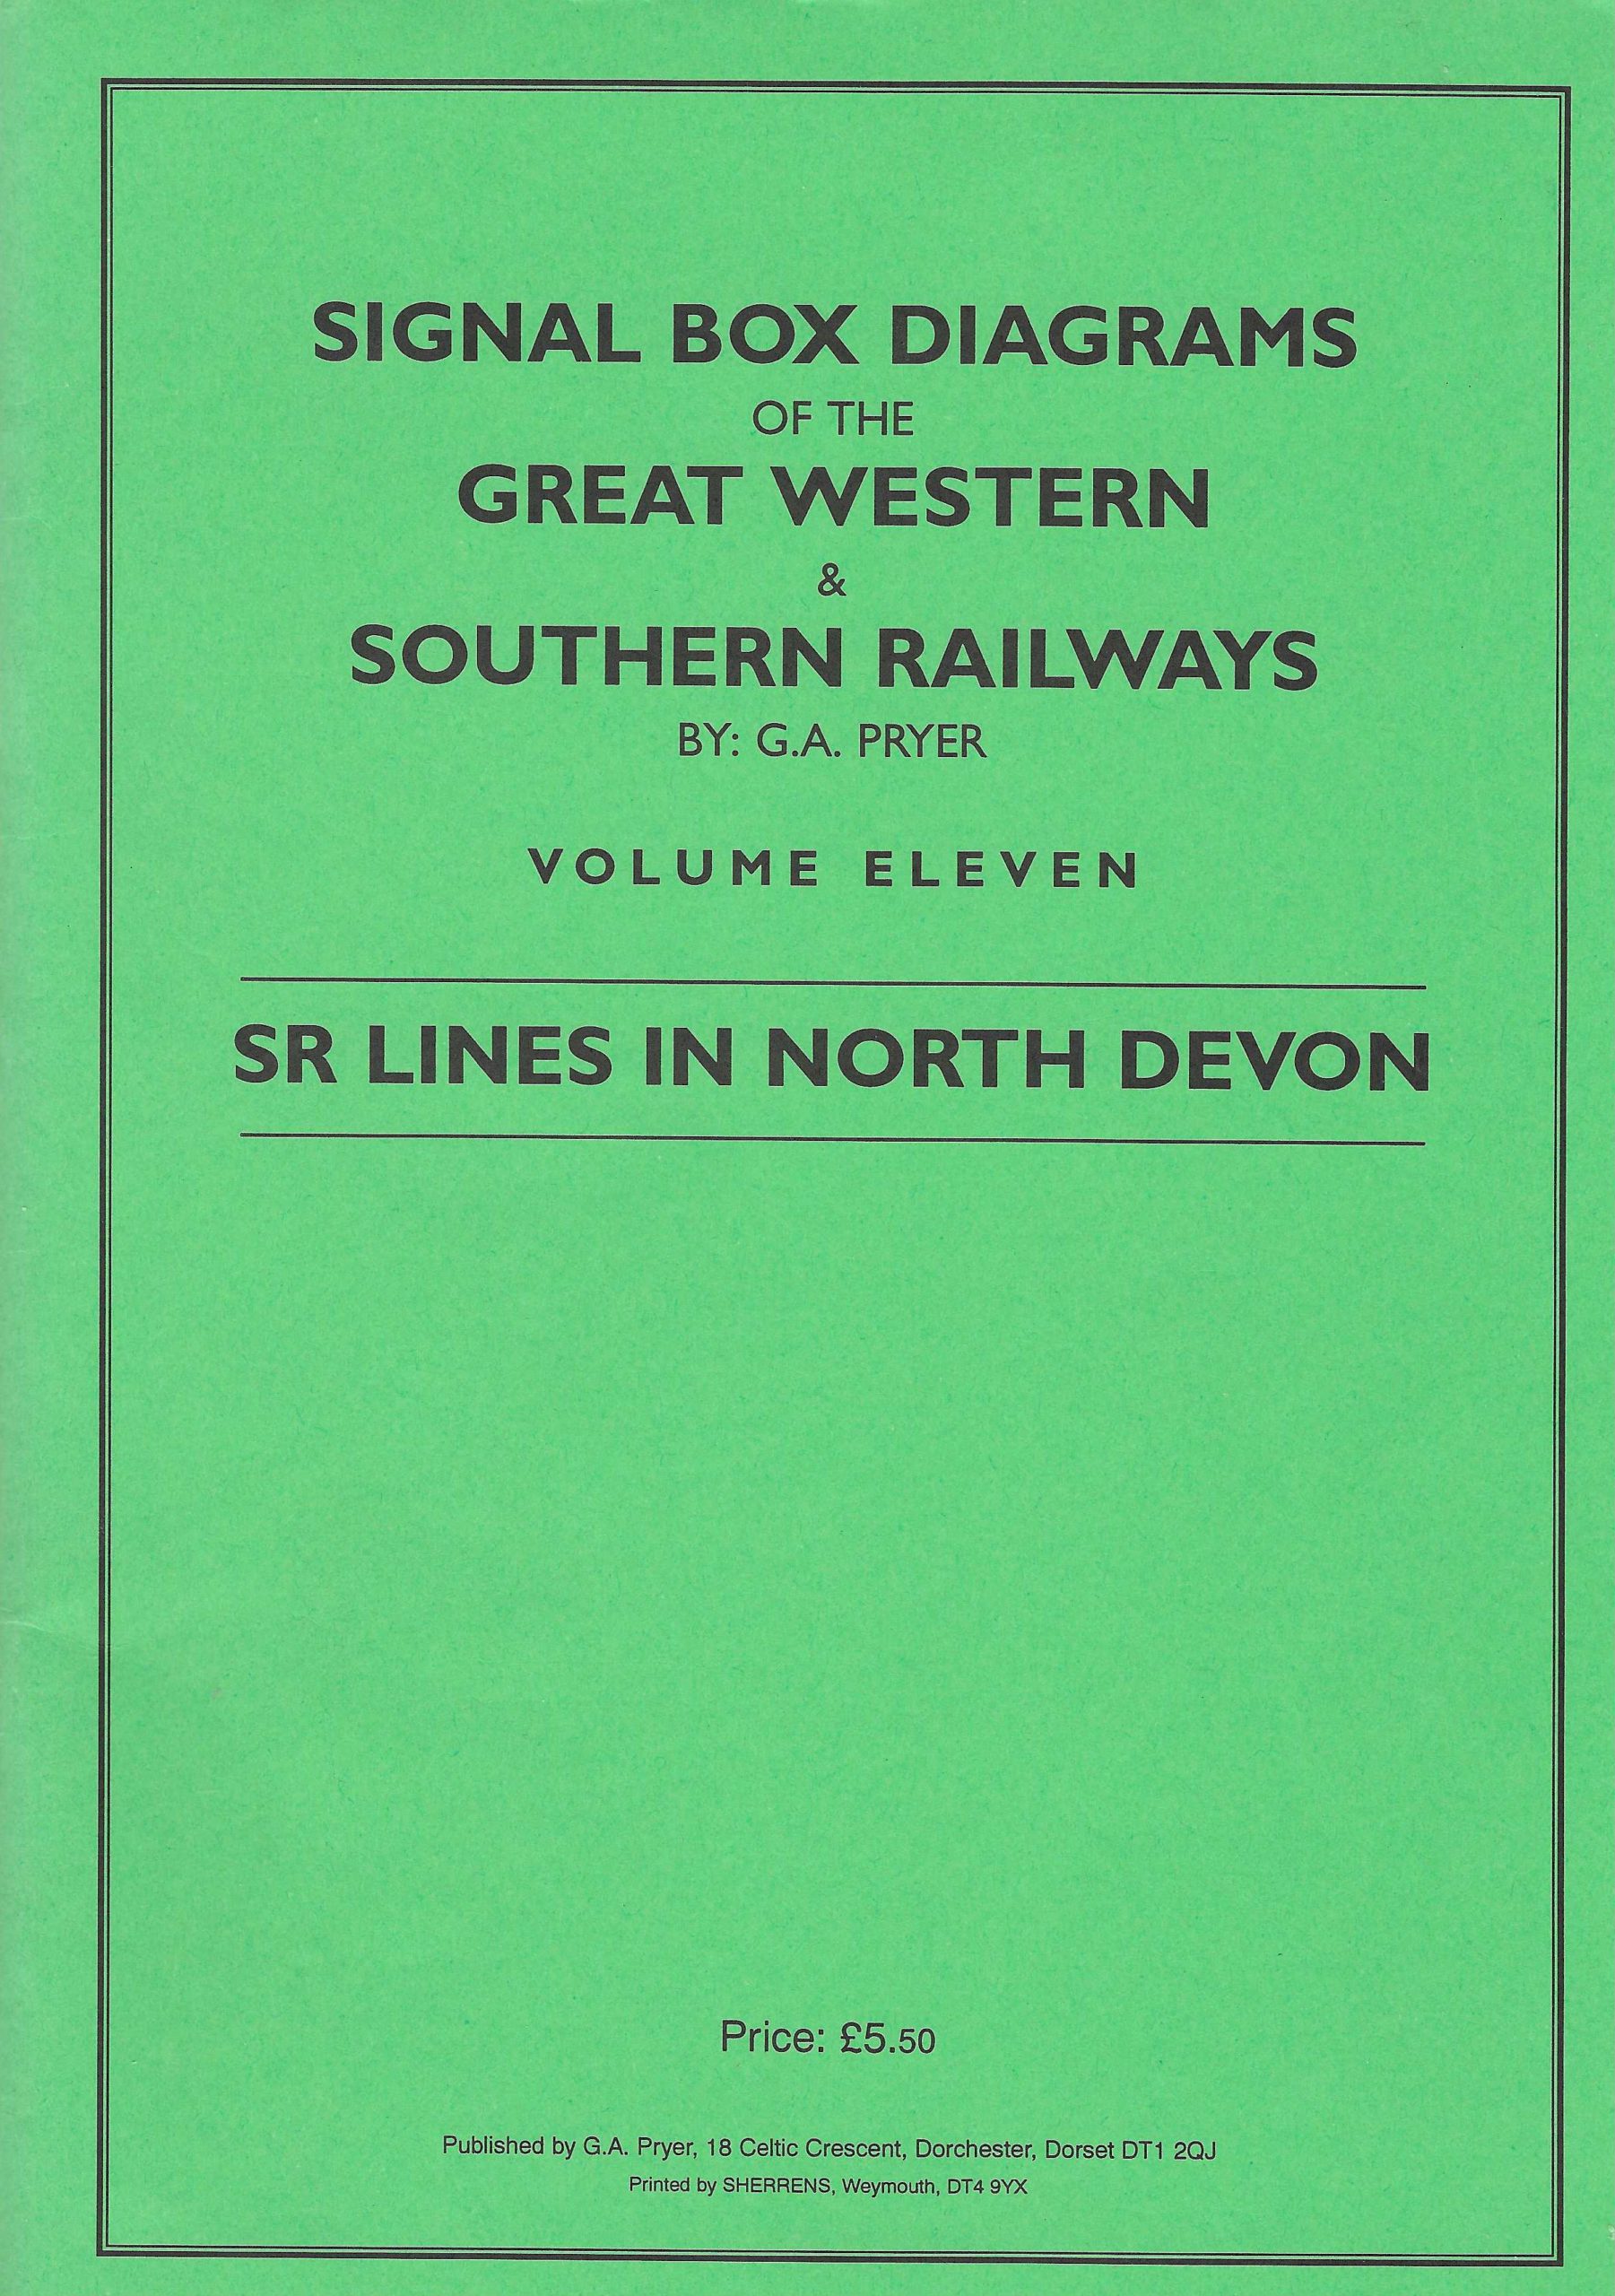 SIGNAL BOX DIAGRAMS
OF THE
GREAT WESTERN
&
SOUTHERN RAILWAYS
BY: G.A. PRYER
VOLUME ELEVEN
SR LINES IN NORTH DEVON
Price: £5.50
Published by G.A. Pryer, 18 Celtic Crescent, Dorchester, Dorset DT1 2QJ
Printed by SHERRENS, Weymouth, DT4 9YX